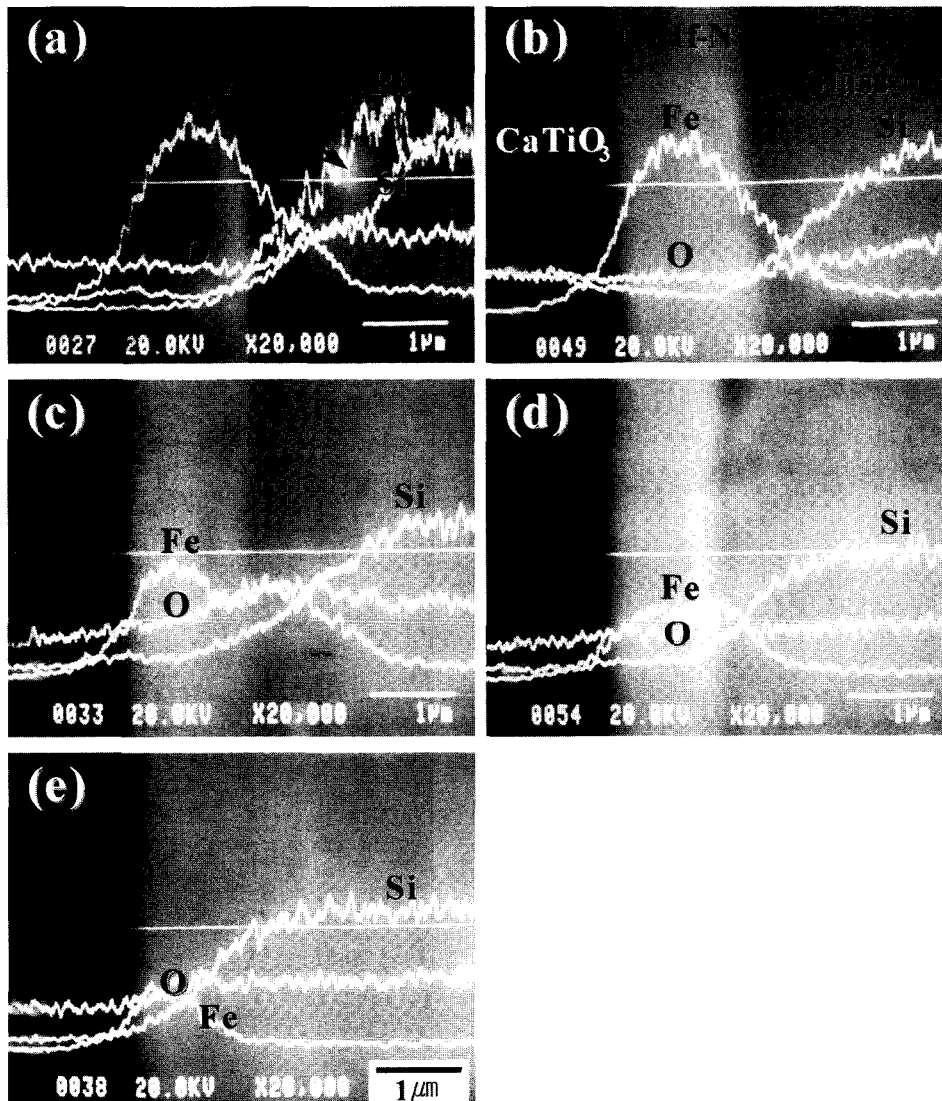 (a)
0027 20.0KV X20,000 1µm
(b)
Fe
CaTiO3
Si
O
0049 20.0KV X20,000 1µm
(c)
Si
Fe
O
0033 20.0KV X20,000 1µm
(d)
Si
Fe
O
0054 20.0KV X20,000 1µm
(e)
Si
O
Fe
0038 20.0KV X20,000 1µm